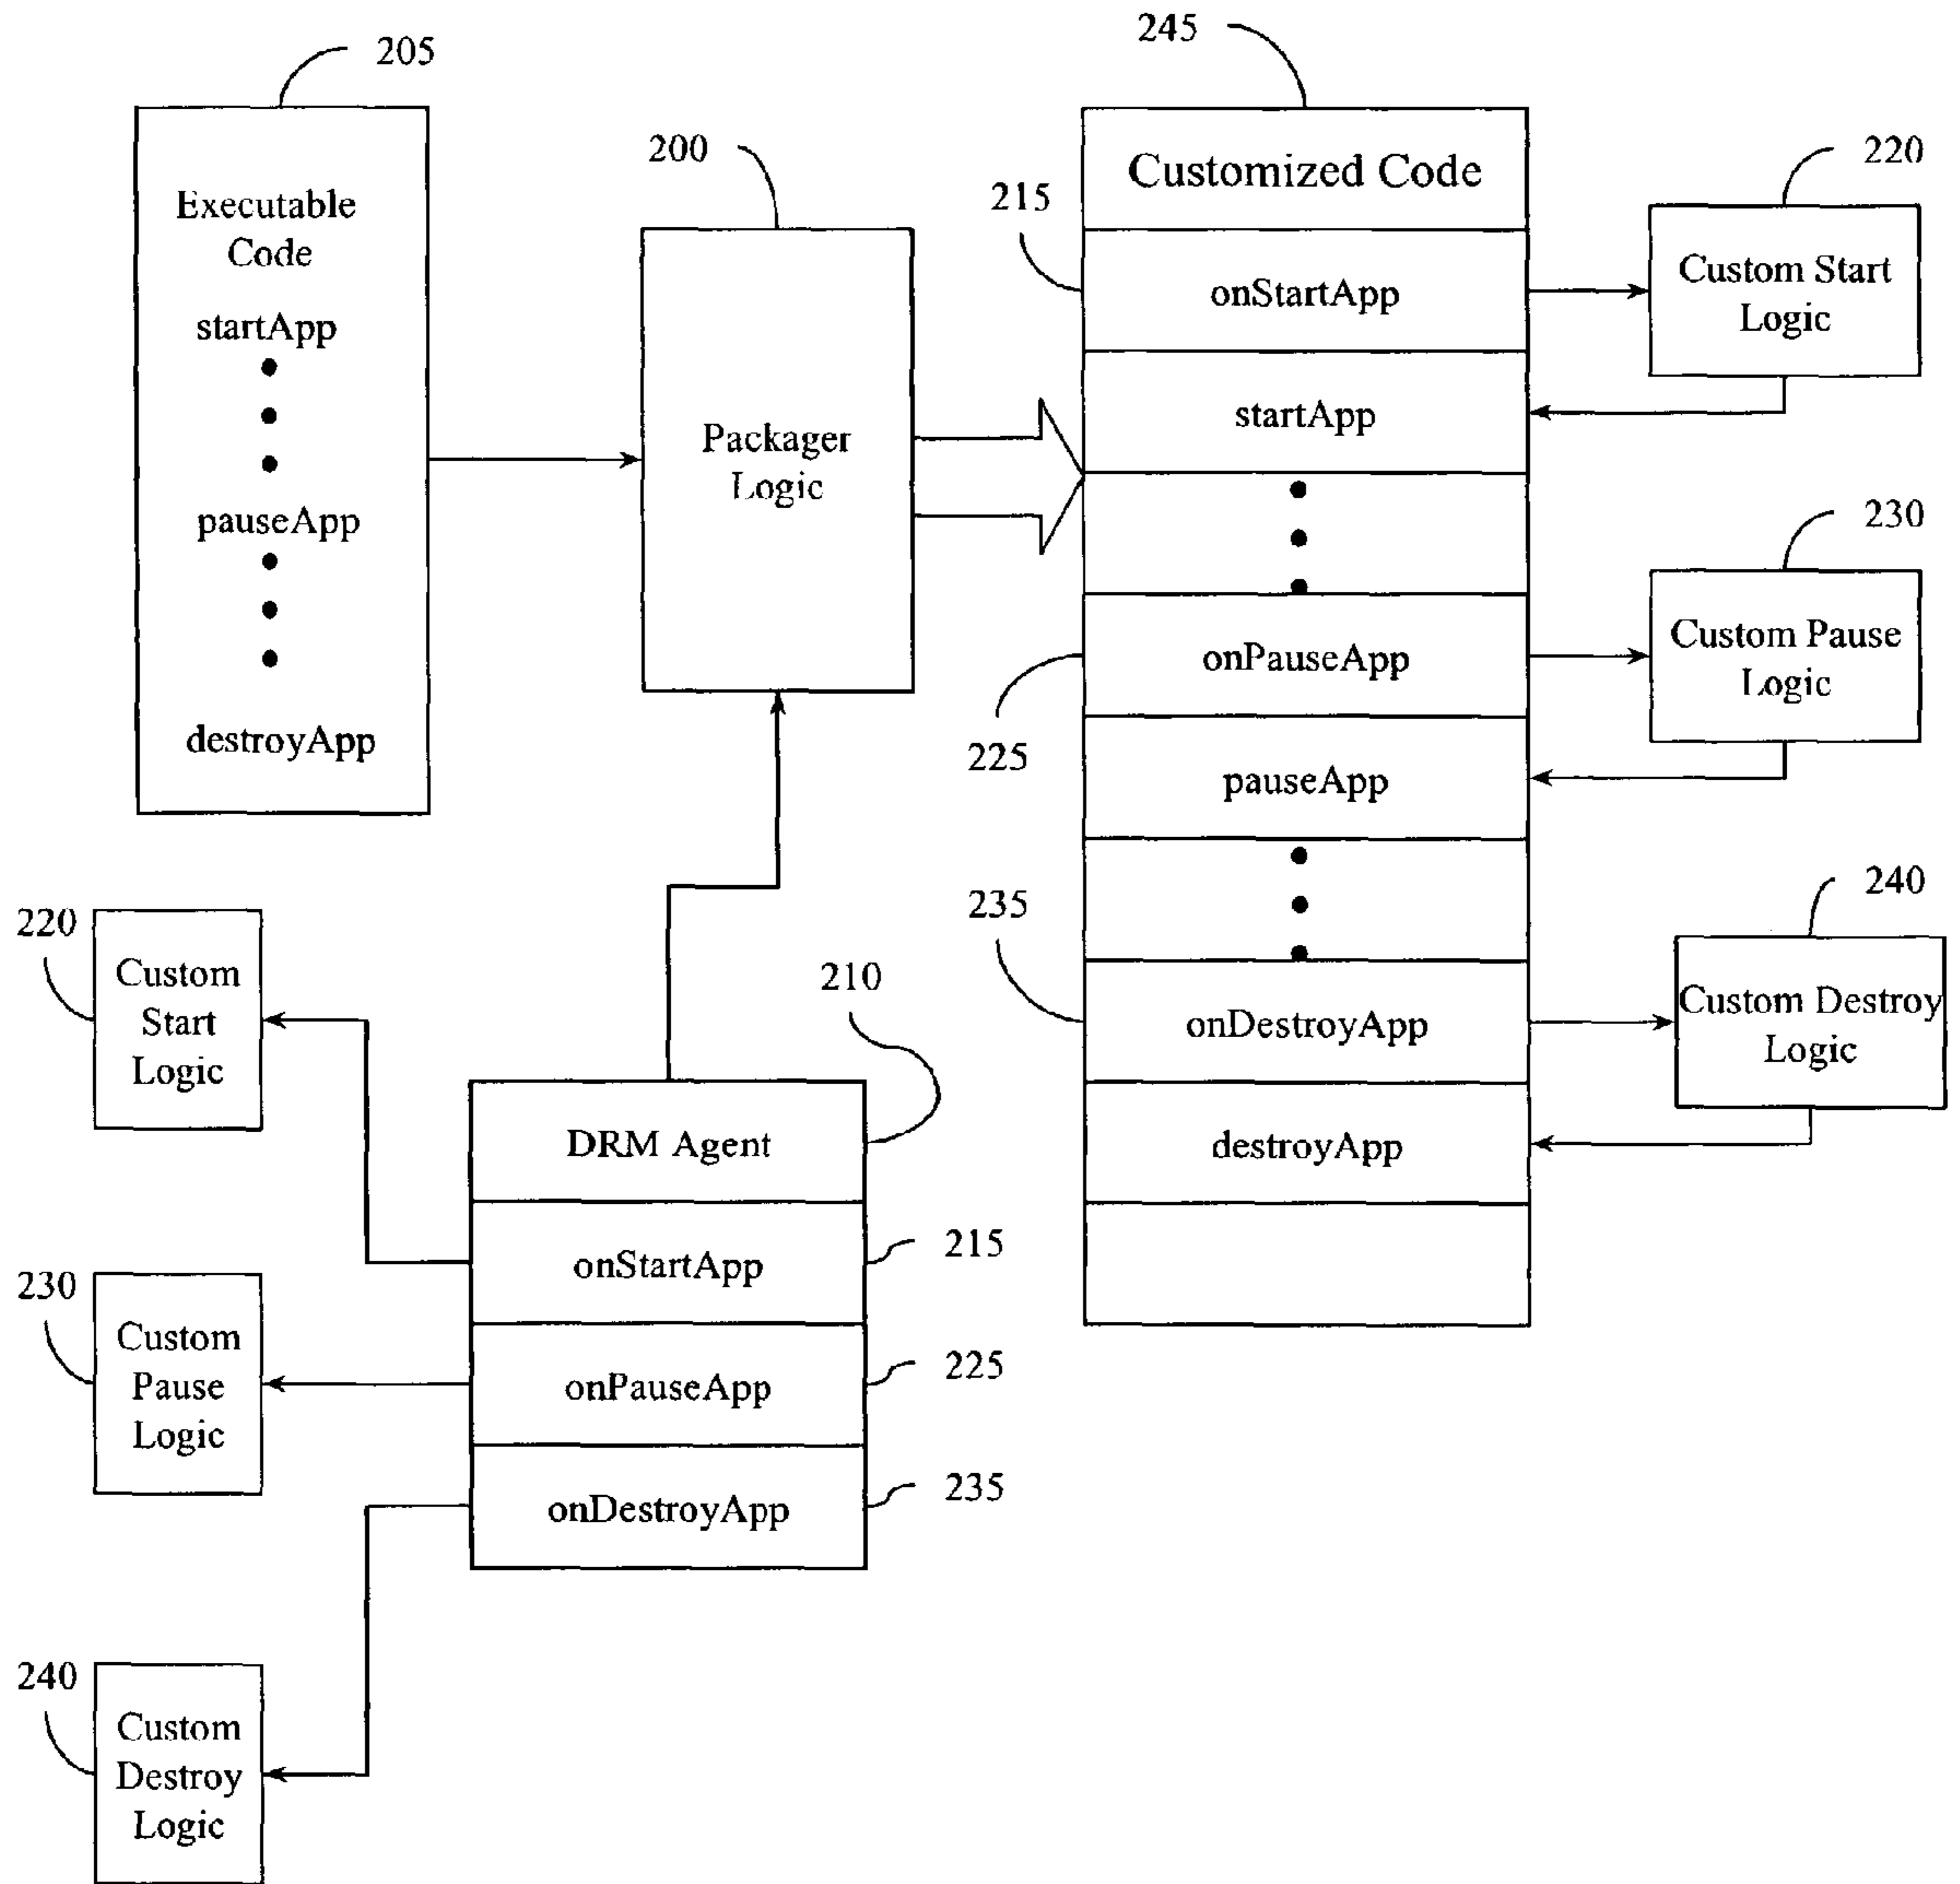 205
Executable
Code
startApp
pauseApp
destroyApp
200
Packager
Logic
245
Customized Code
215
onStartApp
220
Custom Start
Logic
startApp
230
Custom Pause
Logic
onPauseApp
225
pauseApp
240
Custom Destroy
Logic
235
onDestroyApp
destroyApp
220
Custom
Start
Logic
210
DRM Agent
onStartApp
215
230
Custom
Pause
Logic
onPauseApp
225
onDestroyApp
235
240
Custom
Destroy
Logic